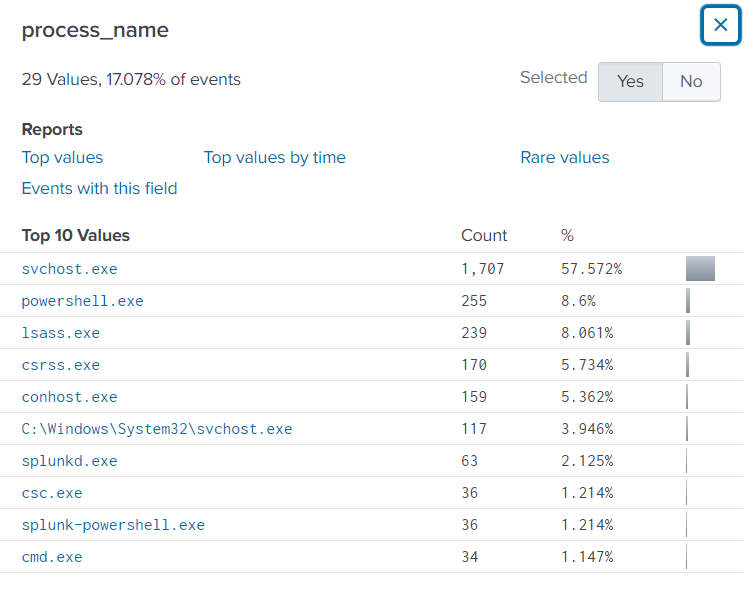 process_name
29 Values, 17.078% of events
Selected Yes No
Reports
Top values Top values by time Rare values
Events with this field
Top 10 Values Count %
svchost.exe 1,707 57.572%
powershell.exe 255 8.6%
lsass.exe 239 8.061%
csrss.exe 170 5.734%
conhost.exe 159 5.362%
C:\Windows\System32\svchost.exe 117 3.946%
splunkd.exe 63 2.125%
csc.exe 36 1.214%
splunk-powershell.exe 36 1.214%
cmd.exe 34 1.147%